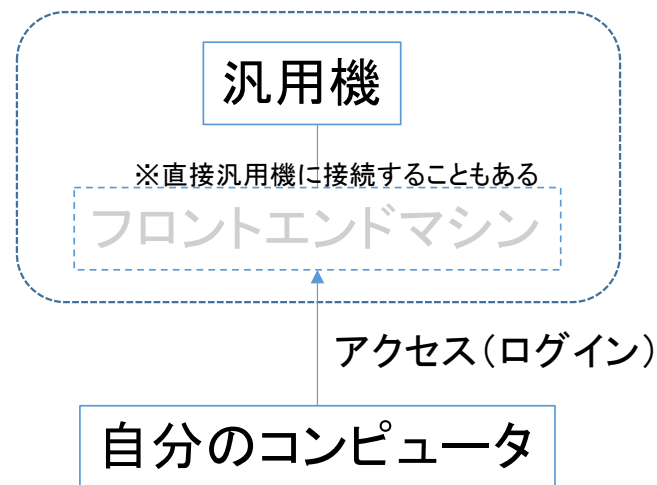 汎用機
※直接汎用機に接続することもある
フロントエンドマシン
アクセス（ログイン）
自分のコンピュータ